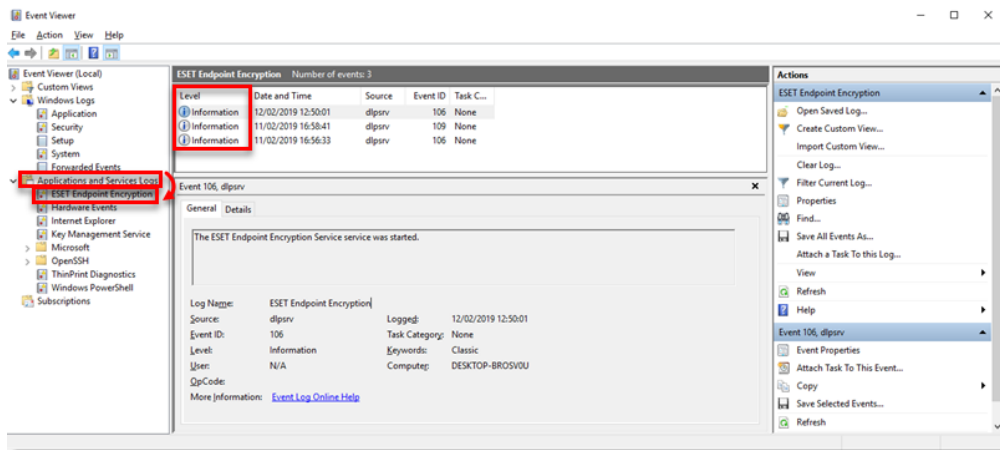 Event Viewer
File Action View Help
Event Viewer (Local)
Custom Views
Windows Logs
Application
Security
Setup
System
Forwarded Events
Applications and Services Logs
ESET Endpoint Encryption
Hardware Events
Internet Explorer
Key Management Service
Microsoft
OpenSSH
ThinPrint Diagnostics
Windows PowerShell
Subscriptions
ESET Endpoint Encryption Number of events: 3
Level Date and Time Source Event ID Task C...
Information 12/02/2019 12:50:01 dlpsrv 106 None
Information 11/02/2019 16:58:41 dlpsrv 109 None
Information 11/02/2019 16:56:33 dlpsrv 106 None
Event 106, dlpsrv
General Details
The ESET Endpoint Encryption Service service was started.
Log Name: ESET Endpoint Encryption
Source: dlpsrv Logged: 12/02/2019 12:50:01
Event ID: 106 Task Category: None
Level: Information Keywords: Classic
User: N/A Computer: DESKTOP-BROSV0U
OpCode:
More Information: Event Log Online Help
Actions
ESET Endpoint Encryption
Open Saved Log...
Create Custom View...
Import Custom View...
Clear Log...
Filter Current Log...
Properties
Find...
Save All Events As...
Attach a Task To this Log...
View
Refresh
Help
Event 106, dlpsrv
Event Properties
Attach Task To This Event...
Copy
Save Selected Events...
Refresh